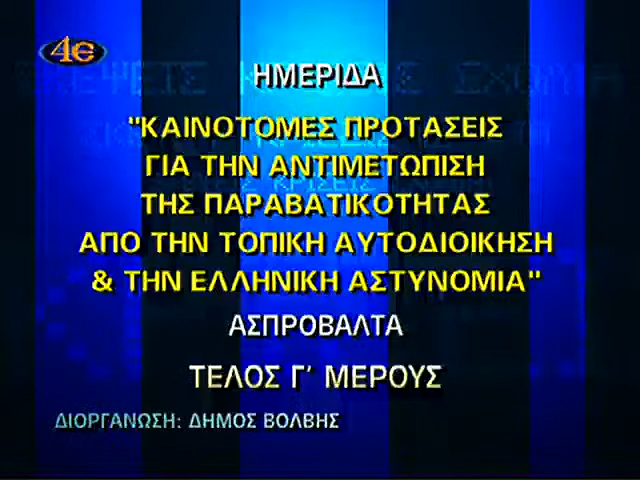 4ε
ΗΜΕΡΙΔΑ
"ΚΑΙΝΟΤΟΜΕΣ ΠΡΟΤΑΣΕΙΣ
ΓΙΑ ΤΗΝ ΑΝΤΙΜΕΤΩΠΙΣΗ
ΤΗΣ ΠΑΡΑΒΑΤΙΚΟΤΗΤΑΣ
ΑΠΟ ΤΗΝ ΤΟΠΙΚΗ ΑΥΤΟΔΙΟΙΚΗΣΗ
& ΤΗΝ ΕΛΛΗΝΙΚΗ ΑΣΤΥΝΟΜΙΑ"
ΑΣΠΡΟΒΑΛΤΑ
ΤΕΛΟΣ Γ' ΜΕΡΟΥΣ
ΔΙΟΡΓΑΝΩΣΗ: ΔΗΜΟΣ ΒΟΛΒΗΣ